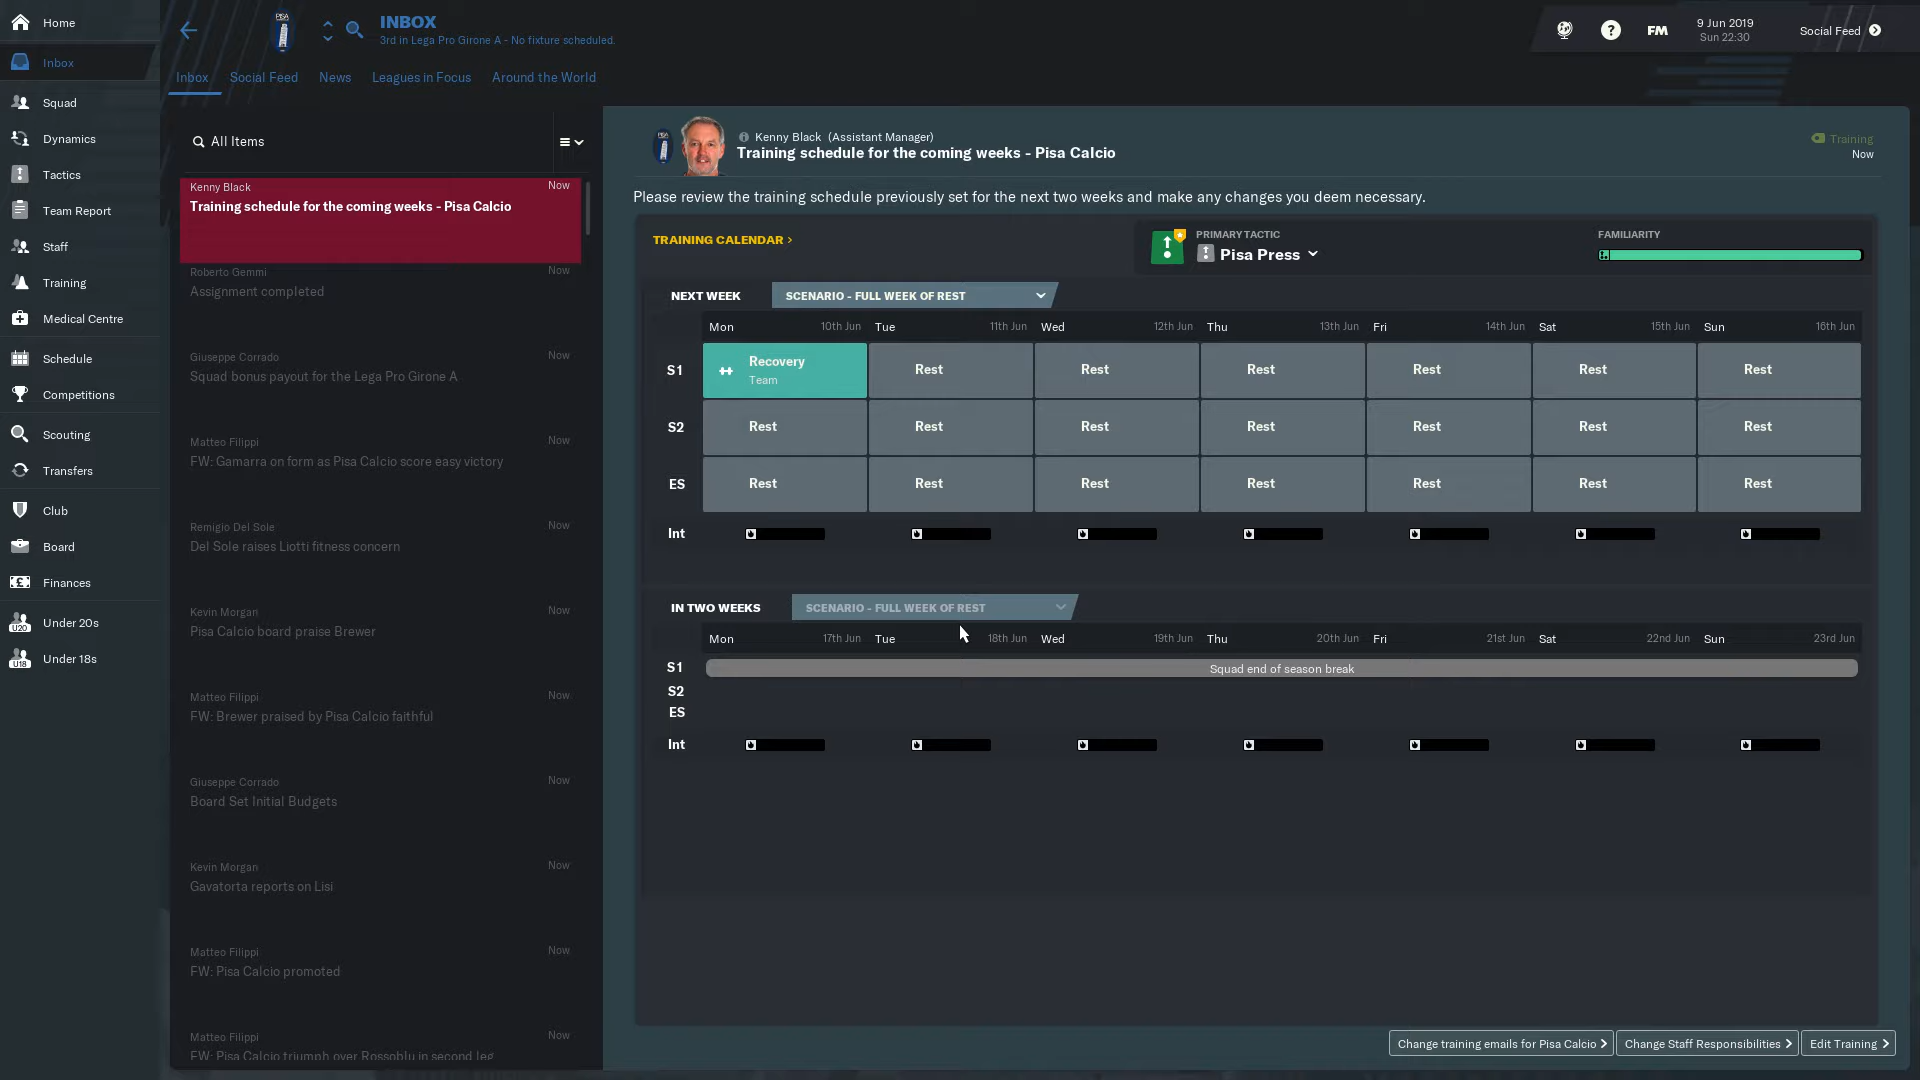 Home
Inbox
Squad
Dynamics
Tactics
Team Report
Staff
Training
Medical Centre
Schedule
Competitions
Scouting
Transfers
Club
Board
Finances
U20 Under 20s
U18 Under 18s
PISA
INBOX
3rd in Lega Pro Girone A - No fixture scheduled.
FM
9 Jun 2019
Sun 22:30
Social Feed
Inbox Social Feed News Leagues in Focus Around the World
All Items
Kenny Black Now
Training schedule for the coming weeks - Pisa Calcio
Roberto Gemmi Now
Assignment completed
Giuseppe Corrado Now
Squad bonus payout for the Lega Pro Girone A
Matteo Filippi Now
FW: Gamarra on form as Pisa Calcio score easy victory
Remigio Del Sole Now
Del Sole raises Liotti fitness concern
Kevin Morgan Now
Pisa Calcio board praise Brewer
Matteo Filippi Now
FW: Brewer praised by Pisa Calcio faithful
Giuseppe Corrado Now
Board Set Initial Budgets
Kevin Morgan Now
Gavatorta reports on Lisi
Matteo Filippi Now
FW: Pisa Calcio promoted
Matteo Filippi Now
FW: Pisa Calcio triumph over Rossoblu in second leg
Kenny Black (Assistant Manager)
Training schedule for the coming weeks - Pisa Calcio
Training
Now
Please review the training schedule previously set for the next two weeks and make any changes you deem necessary.
TRAINING CALENDAR >
PRIMARY TACTIC
Pisa Press
FAMILIARITY
NEXT WEEK SCENARIO - FULL WEEK OF REST
Mon 10th Jun Tue 11th Jun Wed 12th Jun Thu 13th Jun Fri 14th Jun Sat 15th Jun Sun 16th Jun
S1 Recovery Team Rest Rest Rest Rest Rest Rest
S2 Rest Rest Rest Rest Rest Rest Rest
ES Rest Rest Rest Rest Rest Rest Rest
Int
IN TWO WEEKS SCENARIO - FULL WEEK OF REST
Mon 17th Jun Tue 18th Jun Wed 19th Jun Thu 20th Jun Fri 21st Jun Sat 22nd Jun Sun 23rd Jun
S1 Squad end of season break
S2
ES
Int
Change training emails for Pisa Calcio > Change Staff Responsibilities > Edit Training >